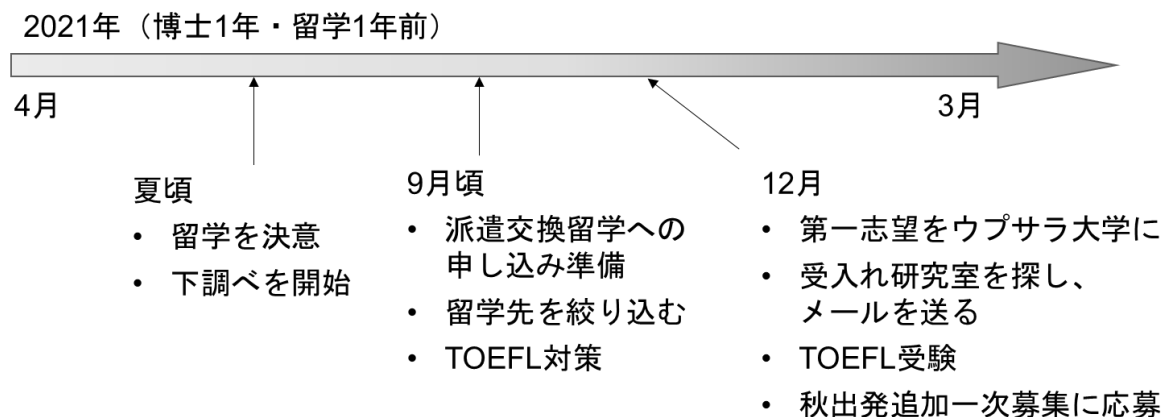 2021年（博士1年・留学1年前）
4月
3月
夏頃
• 留学を決意
• 下調べを開始
9月頃
• 派遣交換留学への
申し込み準備
• 留学先を絞り込む
• TOEFL対策
12月
• 第一志望をウプサラ大学に
• 受入れ研究室を探し、
メールを送る
• TOEFL受験
• 秋出発追加一次募集に応募